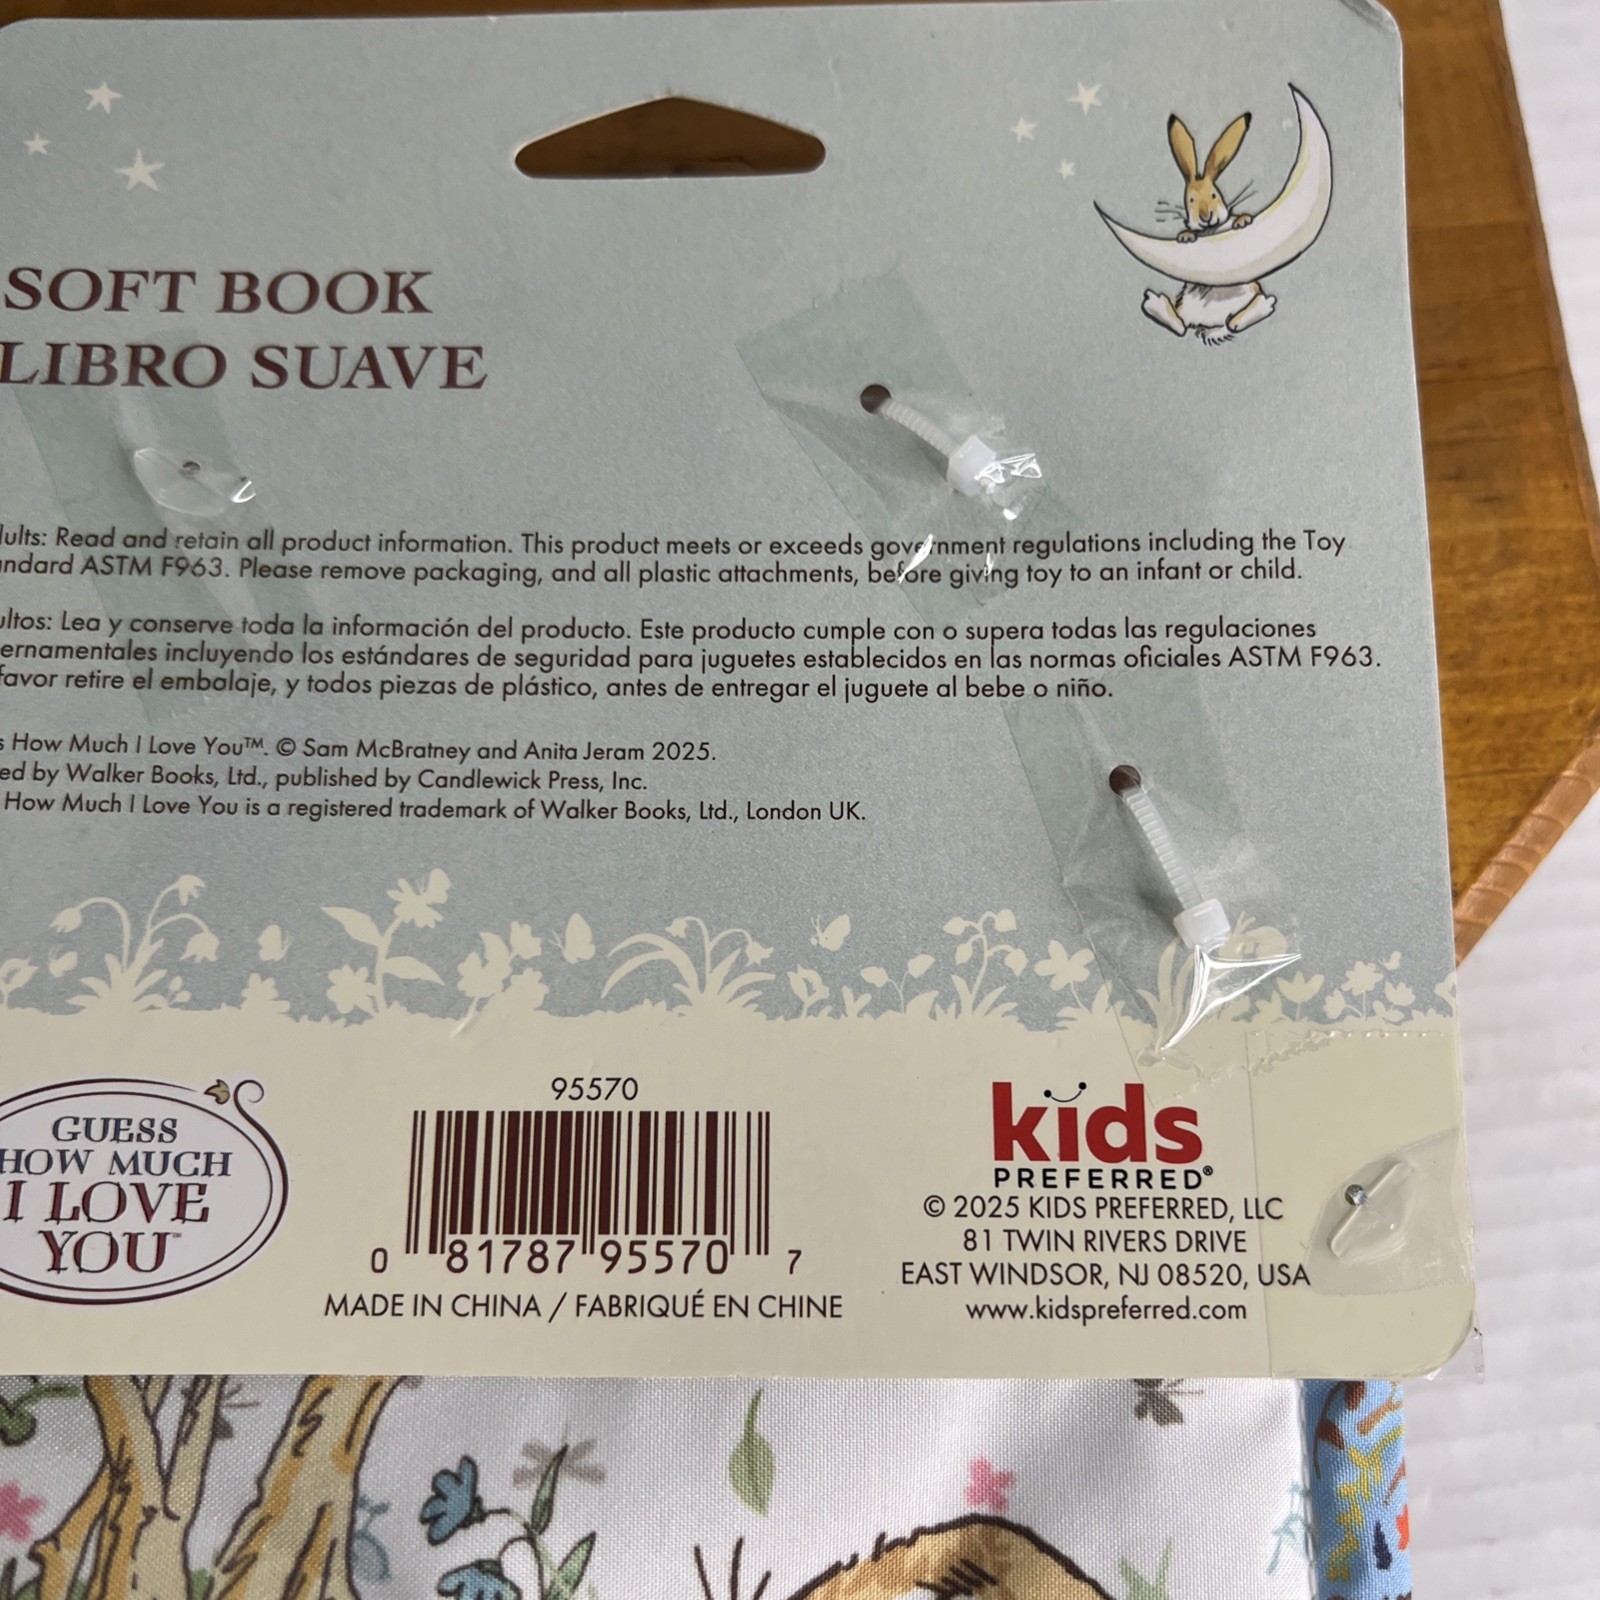 SOFT BOOK
LIBRO SUAVE
Read and retain all product information. This product meets or exceeds government regulations including the Toy
ASTM F963. Please remove packaging, and all plastic attachments, before giving toy to an infant or child.
Lea y conserve toda la información del producto. Este producto cumple con o supera todas las regulaciones
incluyendo los estándares de seguridad para juguetes establecidos en las normas oficiales ASTM F963.
favor retire el embalaje, y todos piezas de plástico, antes de entregar el juguete al bebe o niño.
How Much I Love You™. © Sam McBratney and Anita Jeram 2025.
by Walker Books, Ltd., published by Candlewick Press, Inc.
How Much I Love You is a registered trademark of Walker Books, Ltd., London UK.
GUESS
HOW MUCH
I LOVE
YOU™
95570
0 81787 95570 7
MADE IN CHINA / FABRIQUÉ EN CHINE
kids
PREFERRED®
© 2025 KIDS PREFERRED, LLC
81 TWIN RIVERS DRIVE
EAST WINDSOR, NJ 08520, USA
www.kidspreferred.com